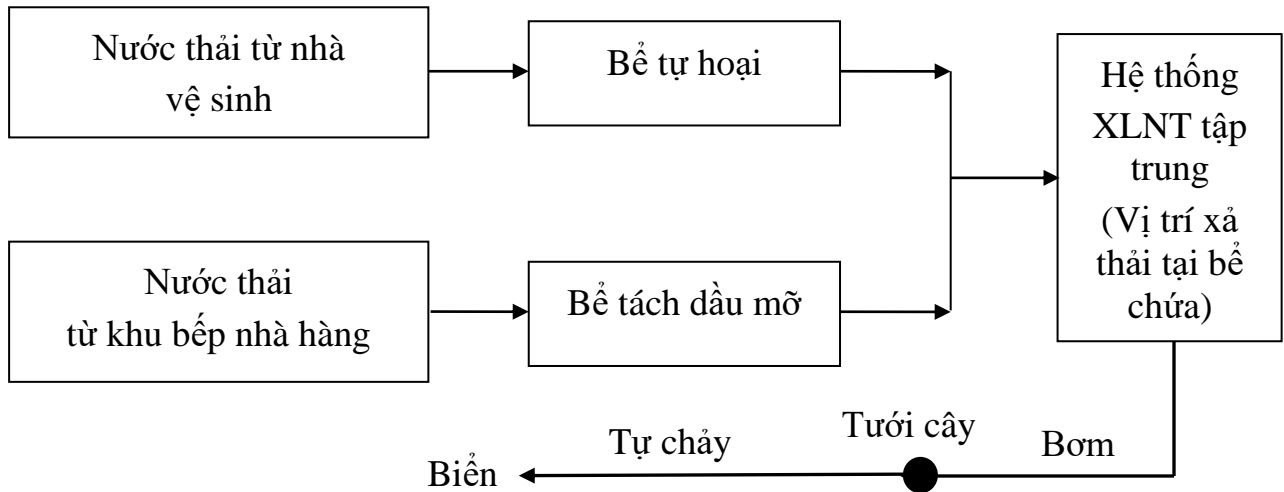 Nước thải từ nhà
vệ sinh
Bể tự hoại
Hệ thống
XLNT tập
trung
(Vị trí xả
thải tại bể
chứa)
Nước thải
từ khu bếp nhà hàng
Bể tách dầu mỡ
Tưới cây
Tự chảy
Bơm
Biển